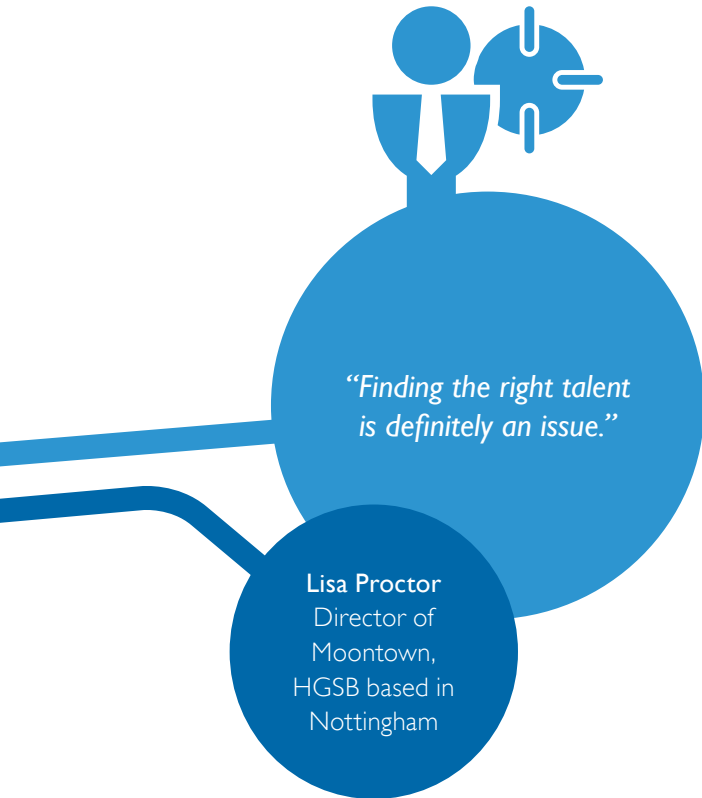 “Finding the right talent
is definitely an issue.”
Lisa Proctor
Director of
Moontown,
HGSB based in
Nottingham